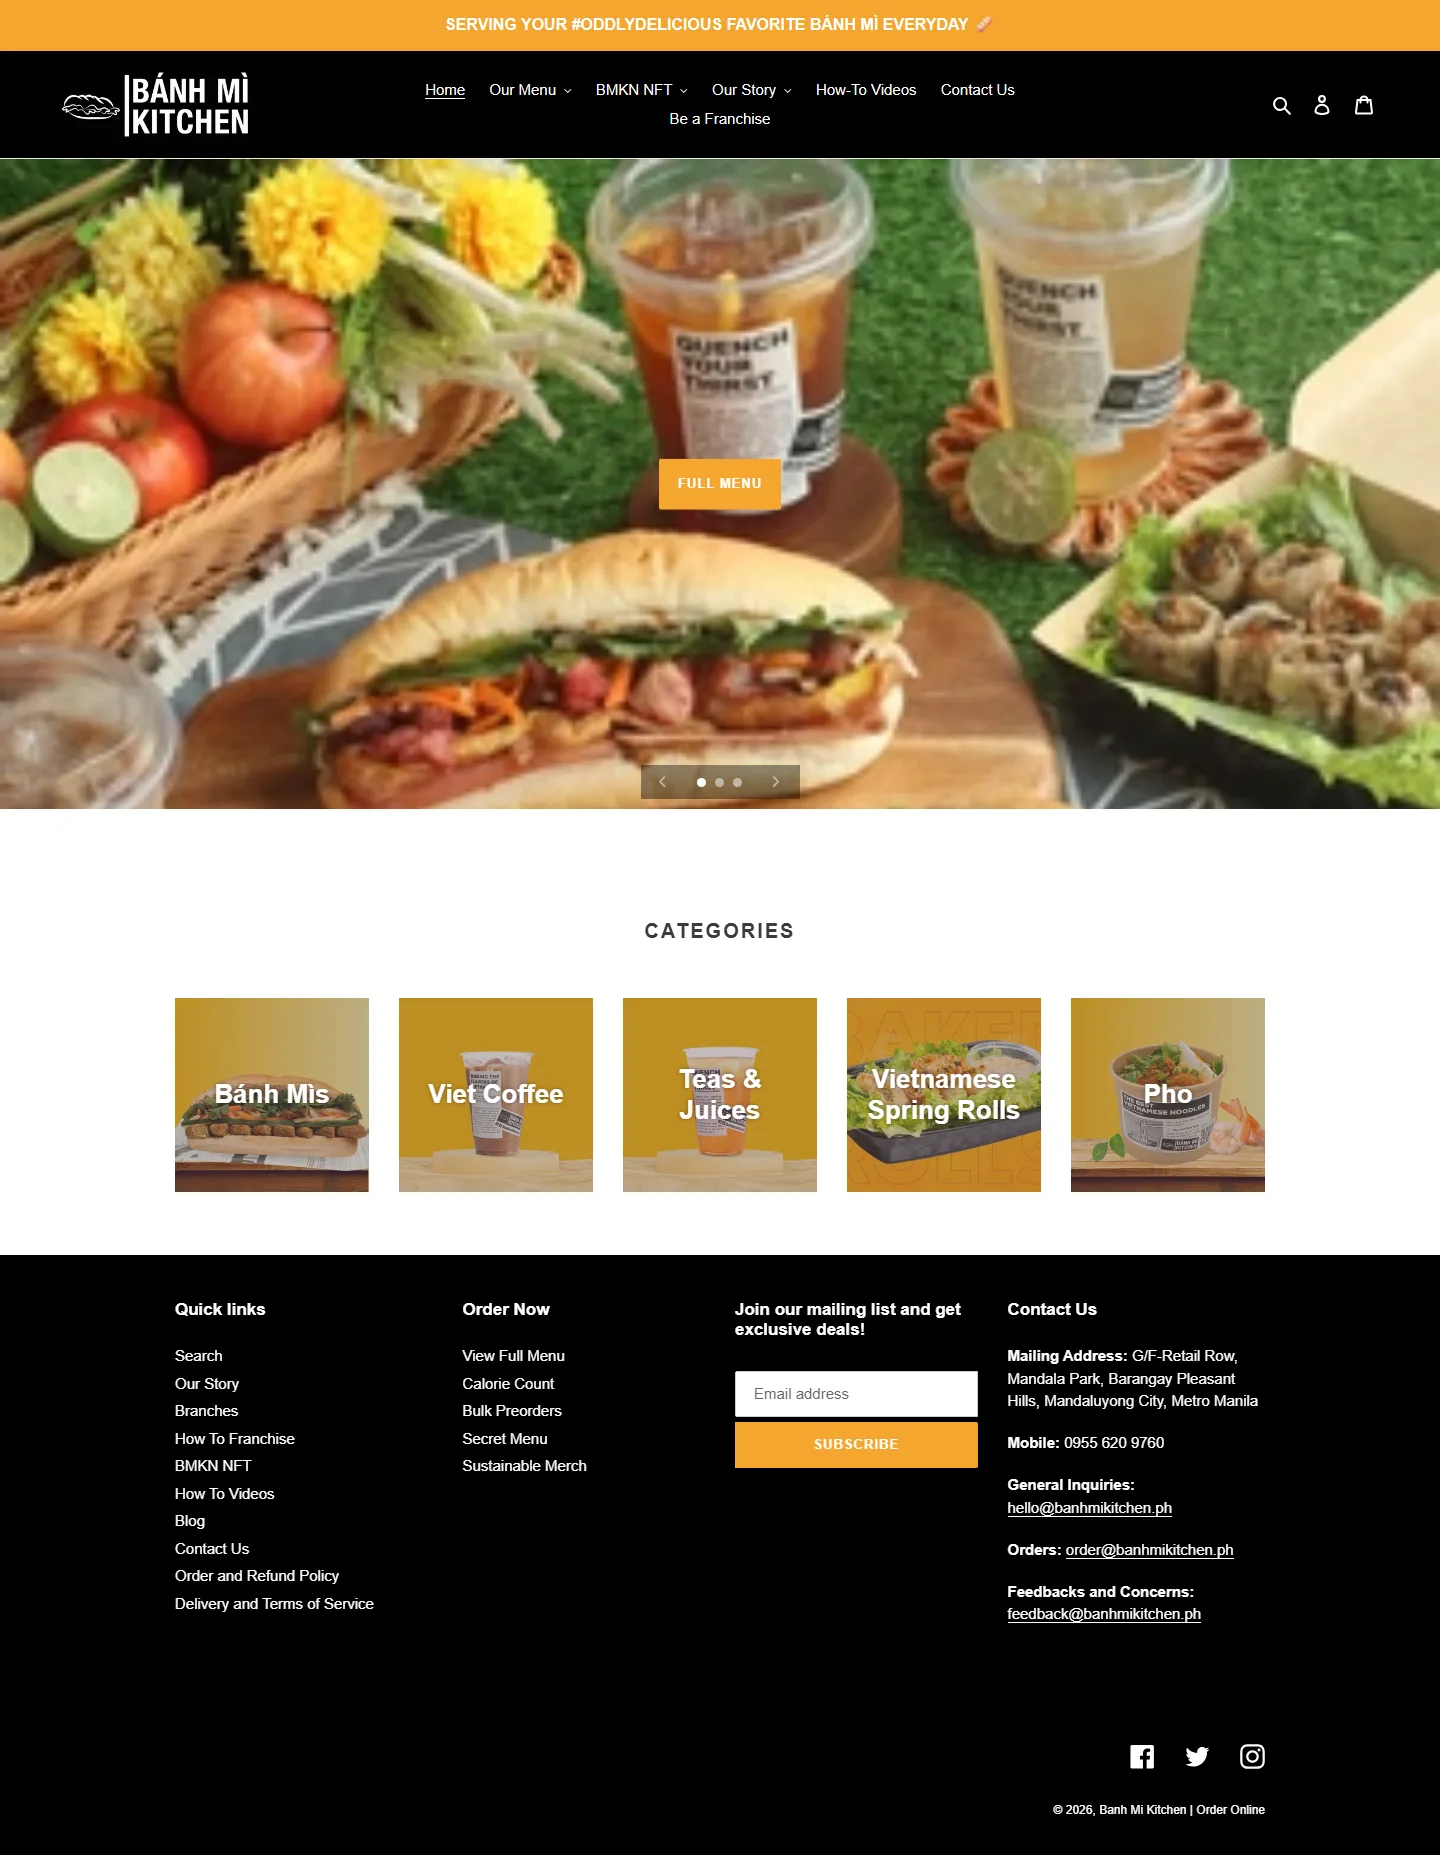 SERVING YOUR #ODDLYDELICIOUS FAVORITE BÁNH MÌ EVERYDAY 🥖
BÁNH MÌ
KITCHEN
Home
Our Menu
BMKN NFT
Our Story
How-To Videos
Contact Us
Be a Franchise
QUENCH
YOUR
THIRST
QUENCH
YOUR
THIRST
FULL MENU
CATEGORIES
Bánh Mìs
Viet Coffee
Teas &
Juices
Vietnamese
Spring Rolls
Pho
Quick links
Search
Our Story
Branches
How To Franchise
BMKN NFT
How To Videos
Blog
Contact Us
Order and Refund Policy
Delivery and Terms of Service
Order Now
View Full Menu
Calorie Count
Bulk Preorders
Secret Menu
Sustainable Merch
Join our mailing list and get
exclusive deals!
Email address
SUBSCRIBE
Contact Us
Mailing Address: G/F-Retail Row,
Mandala Park, Barangay Pleasant
Hills, Mandaluyong City, Metro Manila
Mobile: 0955 620 9760
General Inquiries:
hello@banhmikitchen.ph
Orders: order@banhmikitchen.ph
Feedbacks and Concerns:
feedback@banhmikitchen.ph
© 2026, Banh Mi Kitchen | Order Online